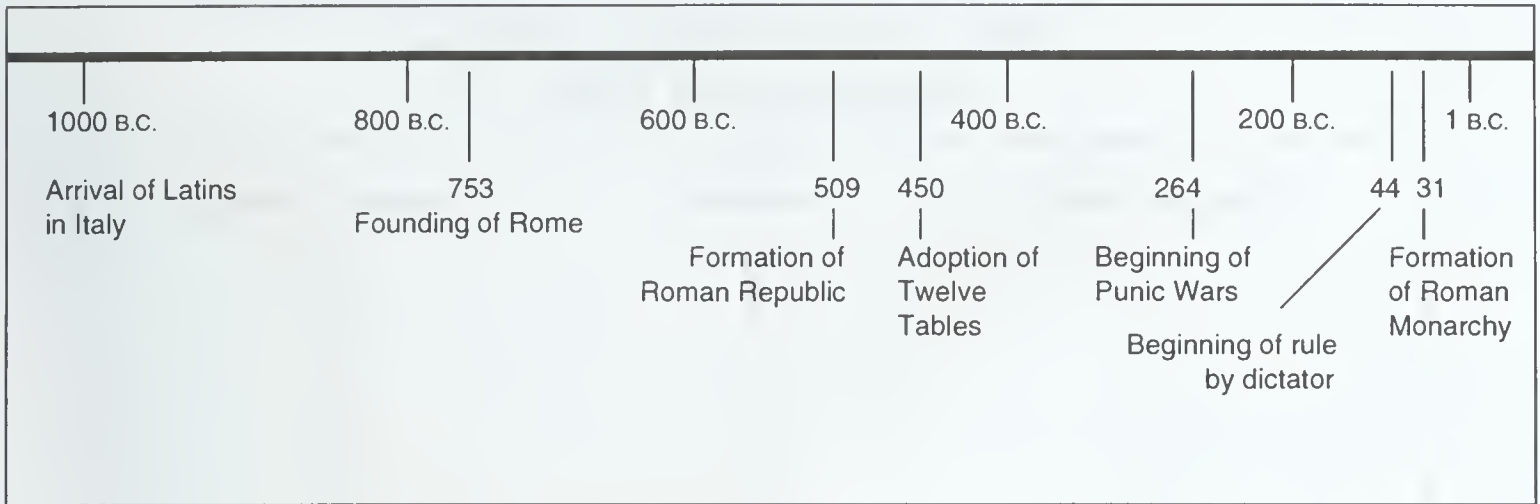 1000 B.C.
800 B.C.
600 B.C.
400 B.C.
200 B.C.
1 B.C.
Arrival of Latins
in Italy
753
Founding of Rome
509
Formation of
Roman Republic
450
Adoption of
Twelve
Tables
264
Beginning of
Punic Wars
44
Beginning of rule
by dictator
31
Formation
of Roman
Monarchy